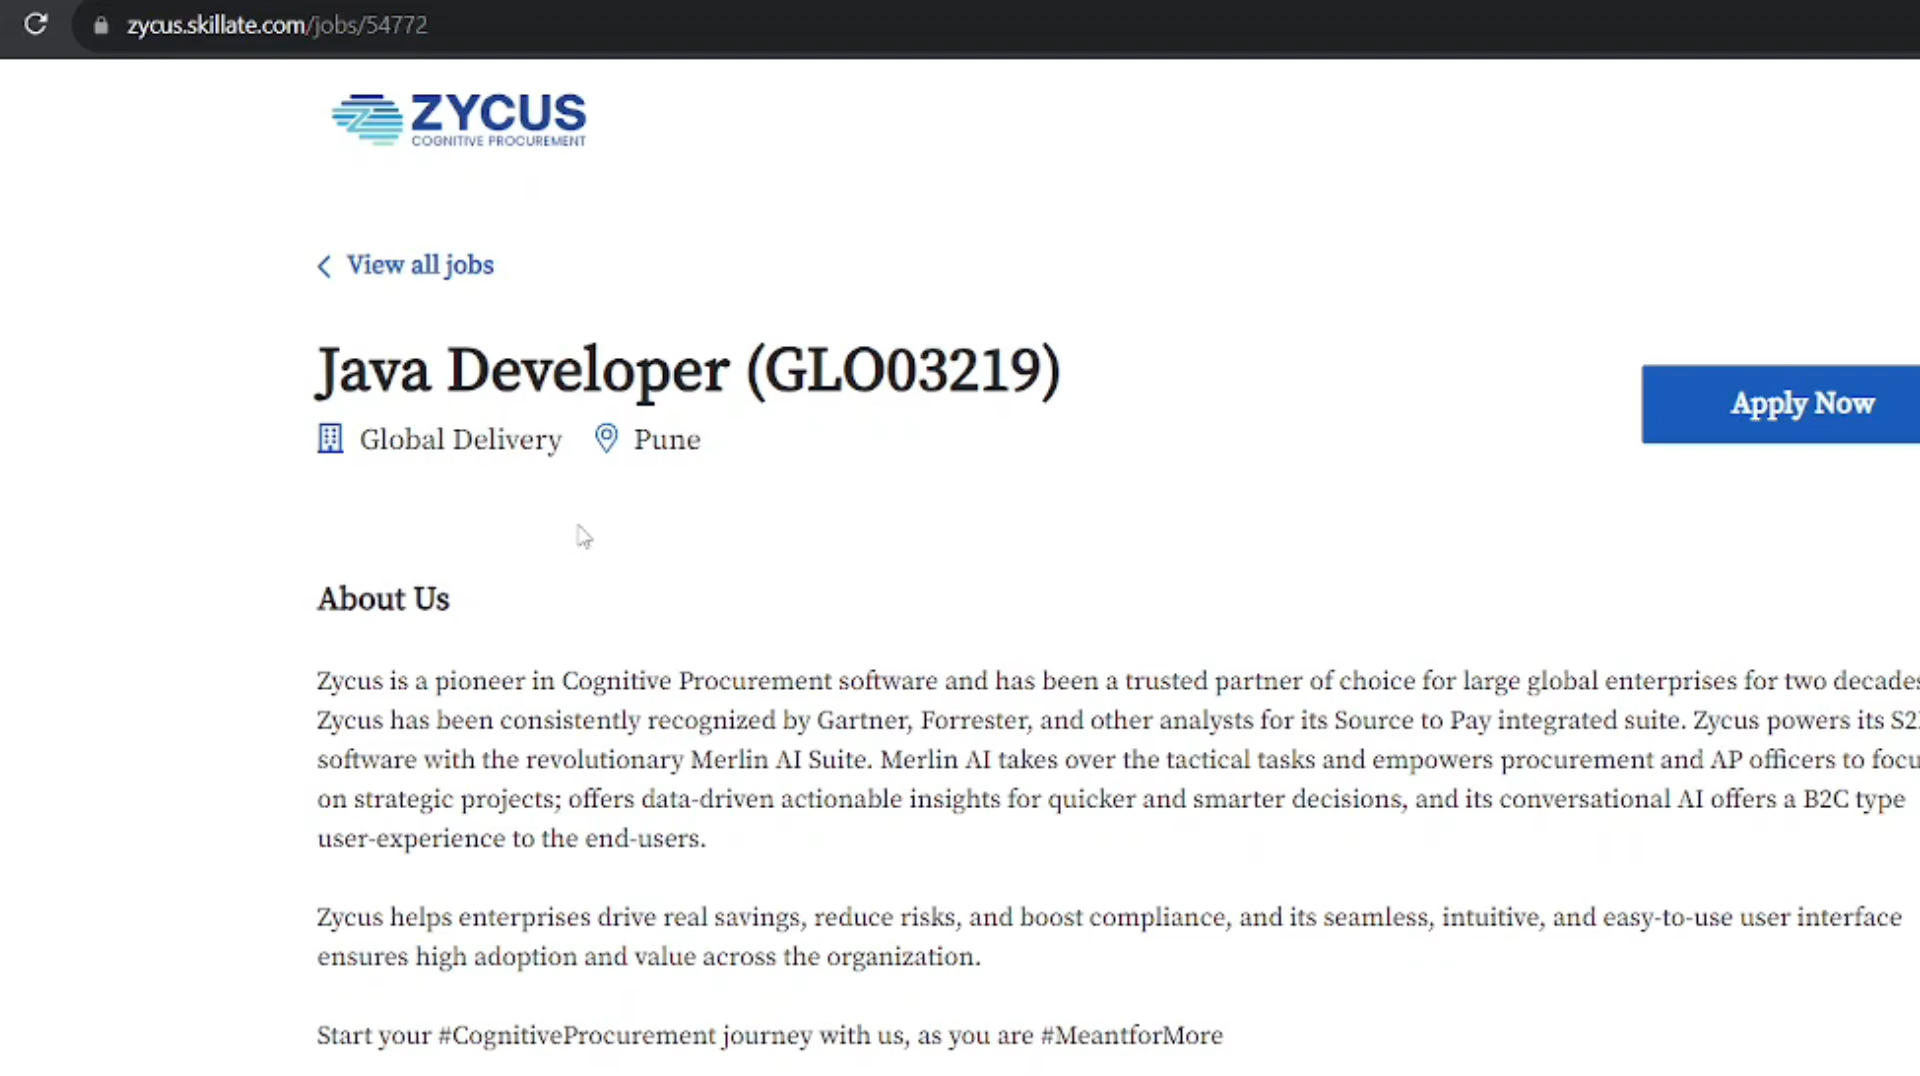 zycus.skillate.com/jobs/54772
ZYCUS
COGNITIVE PROCUREMENT
View all jobs
Java Developer (GLO03219)
Apply Now
Global Delivery Pune
About Us
Zycus is a pioneer in Cognitive Procurement software and has been a trusted partner of choice for large global enterprises for two decades
Zycus has been consistently recognized by Gartner, Forrester, and other analysts for its Source to Pay integrated suite. Zycus powers its
software with the revolutionary Merlin AI Suite. Merlin AI takes over the tactical tasks and empowers procurement and AP officers to
on strategic projects; offers data-driven actionable insights for quicker and smarter decisions, and its conversational AI offers a B2C type
user-experience to the end-users.
Zycus helps enterprises drive real savings, reduce risks, and boost compliance, and its seamless, intuitive, and easy-to-use user interface
ensures high adoption and value across the organization.
Start your #CognitiveProcurement journey with us, as you are #MeantforMore